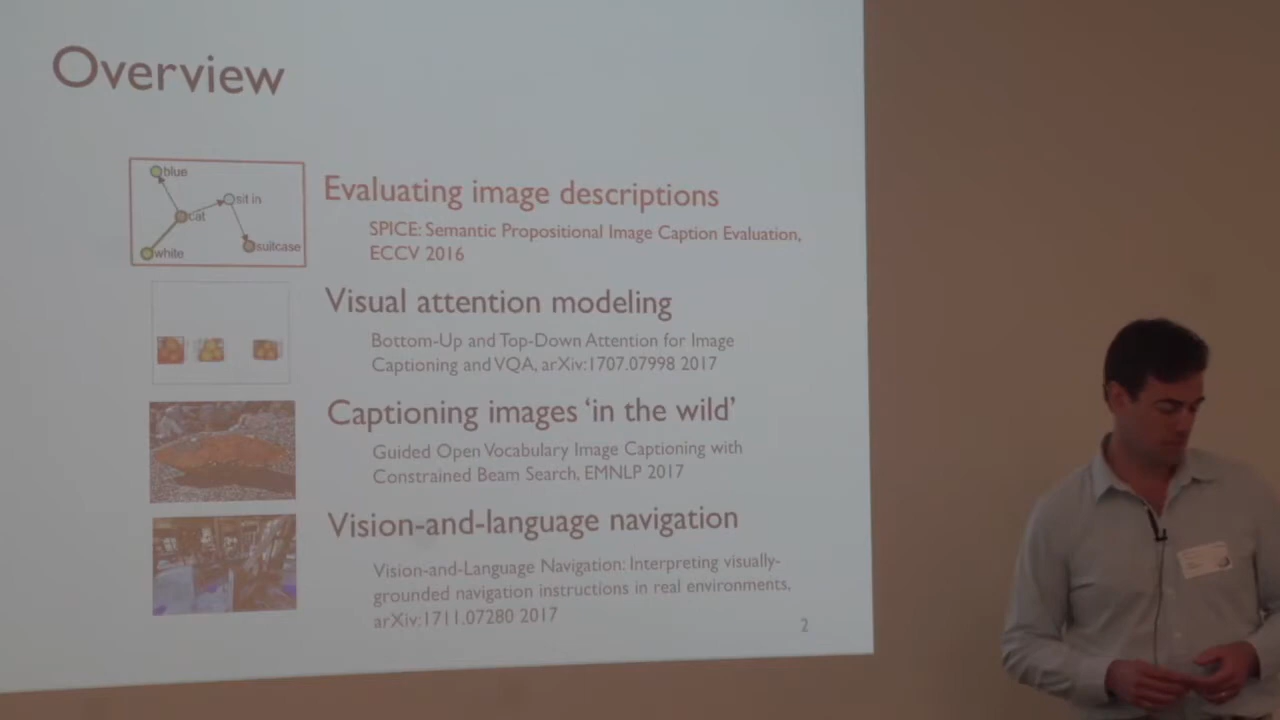 Overview
blue
sit in
cat
suitcase
white
Evaluating image descriptions
SPICE: Semantic Propositional Image Caption Evaluation,
ECCV 2016
Visual attention modeling
Bottom-Up and Top-Down Attention for Image
Captioning and VQA, arXiv:1707.07998 2017
Captioning images ‘in the wild’
Guided Open Vocabulary Image Captioning with
Constrained Beam Search, EMNLP 2017
Vision-and-language navigation
Vision-and-Language Navigation: Interpreting visually-
grounded navigation instructions in real environments,
arXiv:1711.07280 2017
2